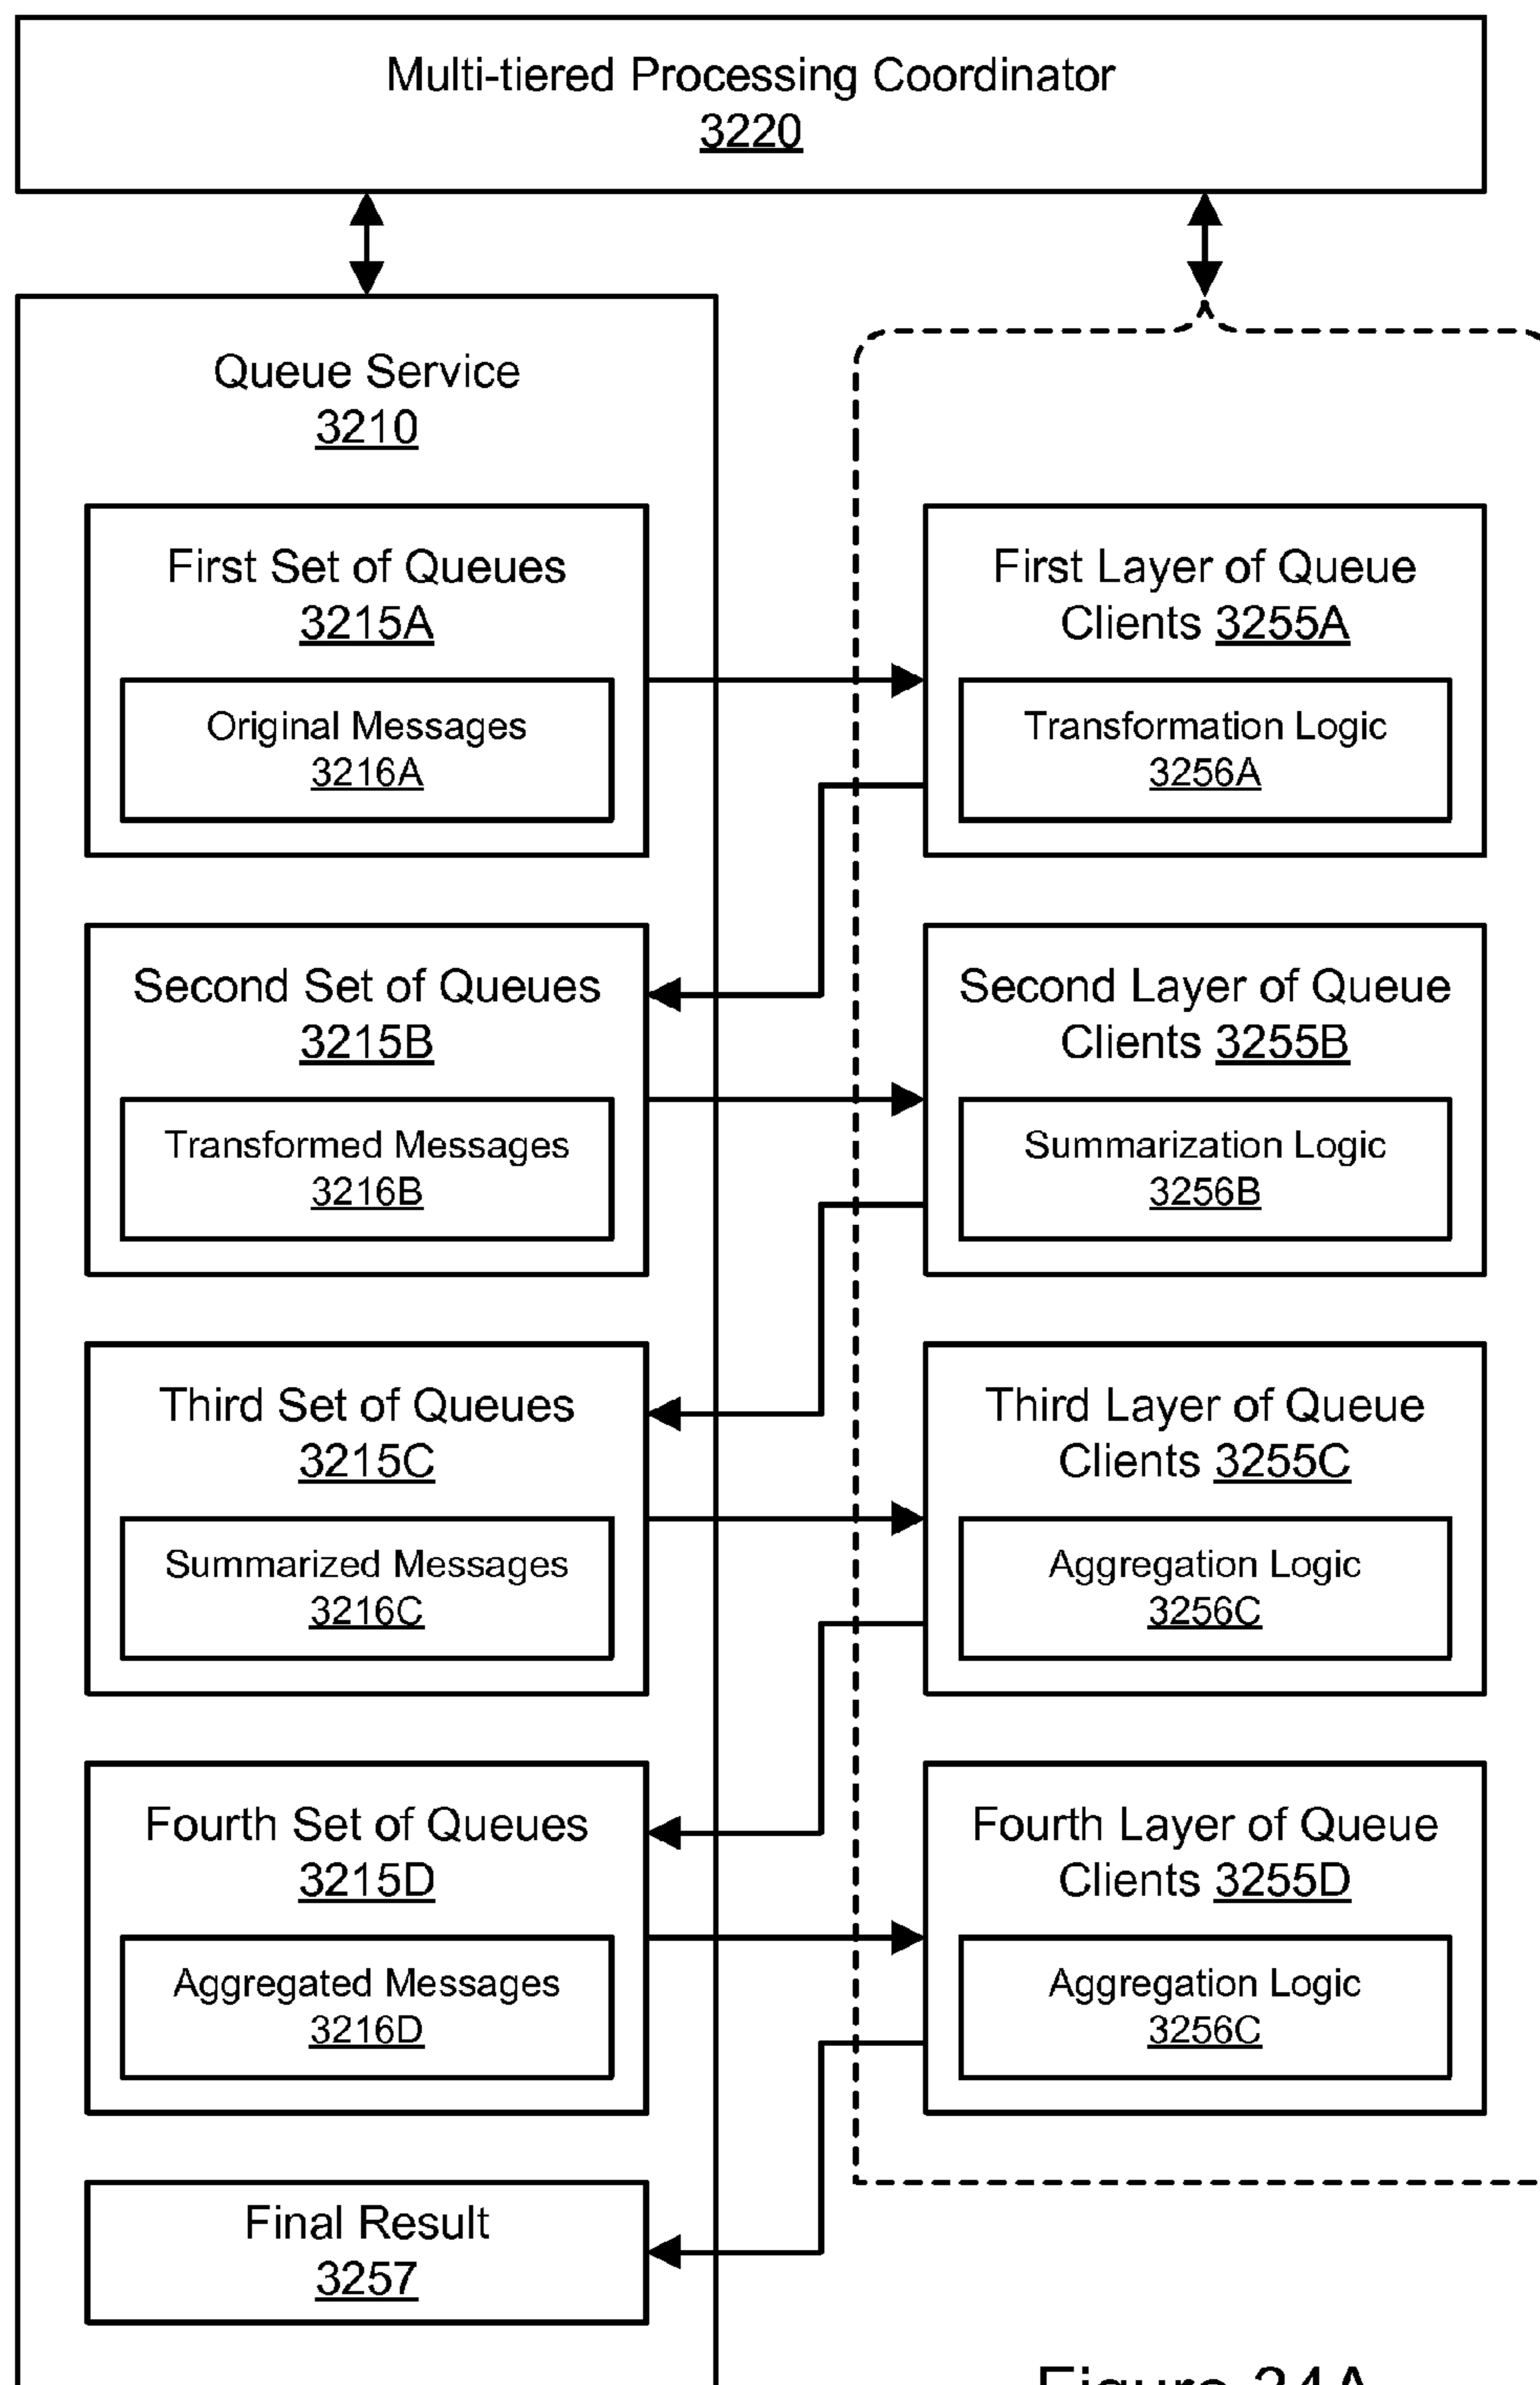 Multi-tiered Processing Coordinator
3220
Queue Service
3210
First Set of Queues
3215A
Original Messages
3216A
First Layer of Queue
Clients 3255A
Transformation Logic
3256A
Second Set of Queues
3215B
Transformed Messages
3216B
Second Layer of Queue
Clients 3255B
Summarization Logic
3256B
Third Set of Queues
3215C
Summarized Messages
3216C
Third Layer of Queue
Clients 3255C
Aggregation Logic
3256C
Fourth Set of Queues
3215D
Aggregated Messages
3216D
Fourth Layer of Queue
Clients 3255D
Aggregation Logic
3256C
Final Result
3257
Figure